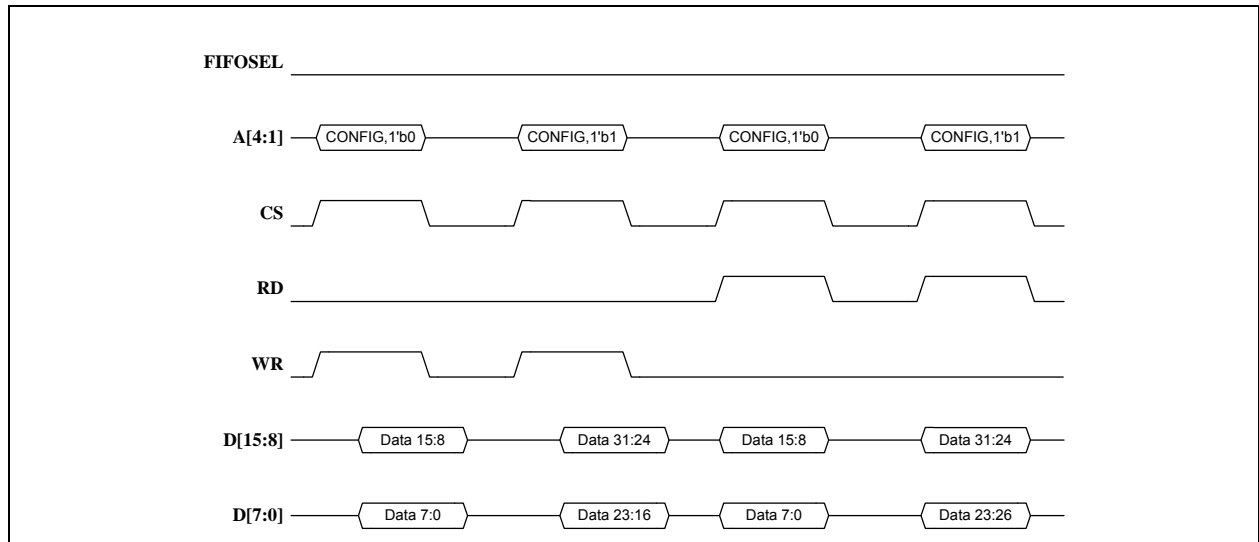 FIFOSEL
A[4:1] CONFIG,1'b0 CONFIG,1'b1 CONFIG,1'b0 CONFIG,1'b1
CS
RD
WR
D[15:8] Data 15:8 Data 31:24 Data 15:8 Data 31:24
D[7:0] Data 7:0 Data 23:16 Data 7:0 Data 23:26